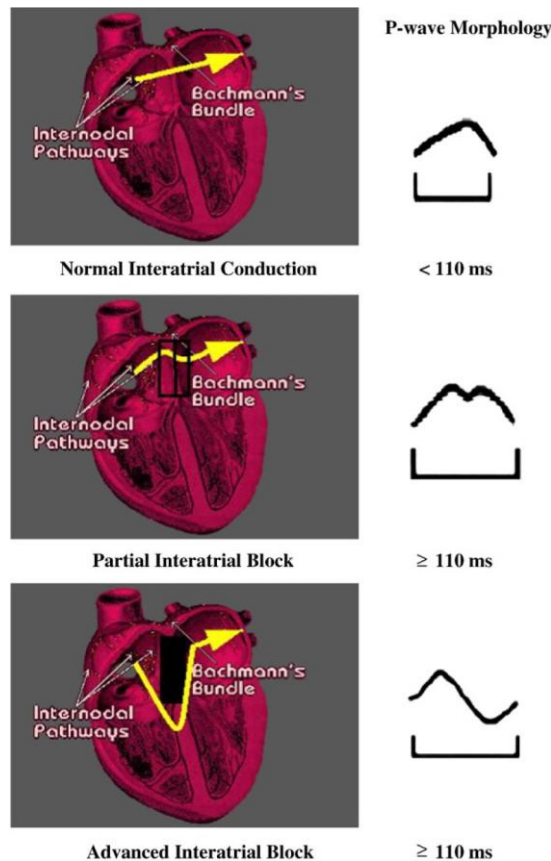 P-wave Morphology
Bachmann's
Bundle
Internodal
Pathways
Normal Interatrial Conduction
< 110 ms
Bachmann's
Bundle
Internodal
Pathways
Partial Interatrial Block
≥ 110 ms
Bachmann's
Bundle
Internodal
Pathways
Advanced Interatrial Block
≥ 110 ms